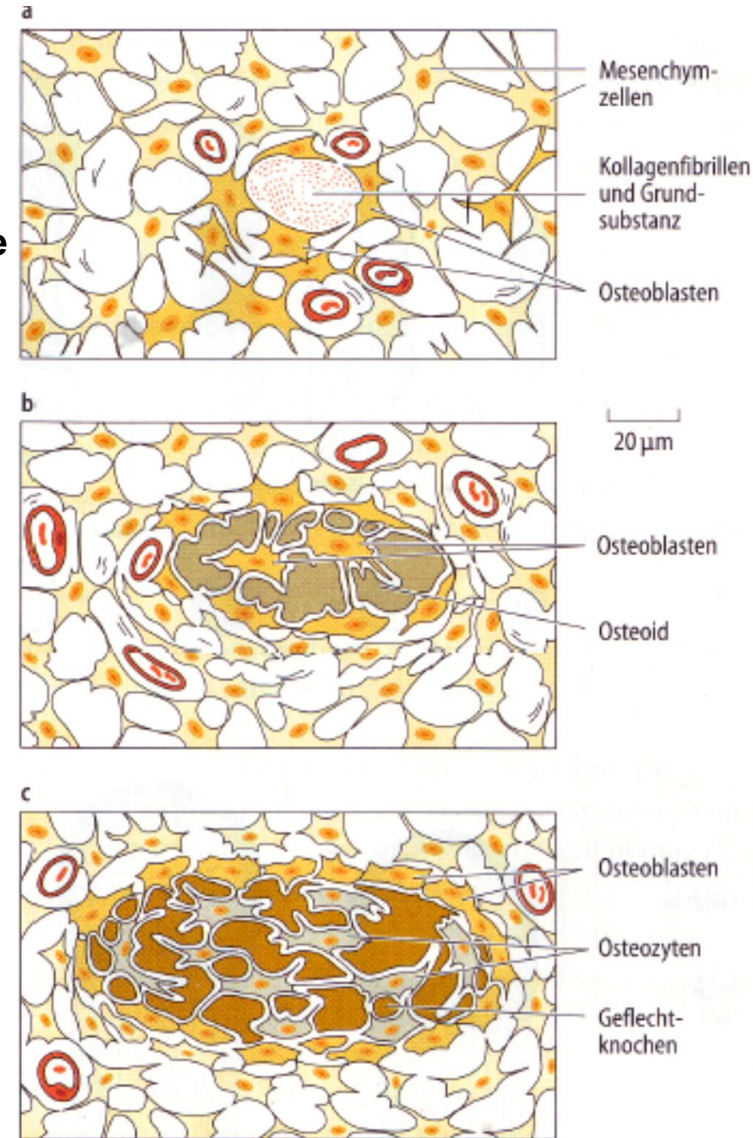 a
Mesenchym-
zellen
Kollagenfibrillen
und Grund-
substanz
e
Osteoblasten
b
20 µm
Osteoblasten
Osteoid
c
Osteoblasten
Osteozyten
Geflecht-
knochen